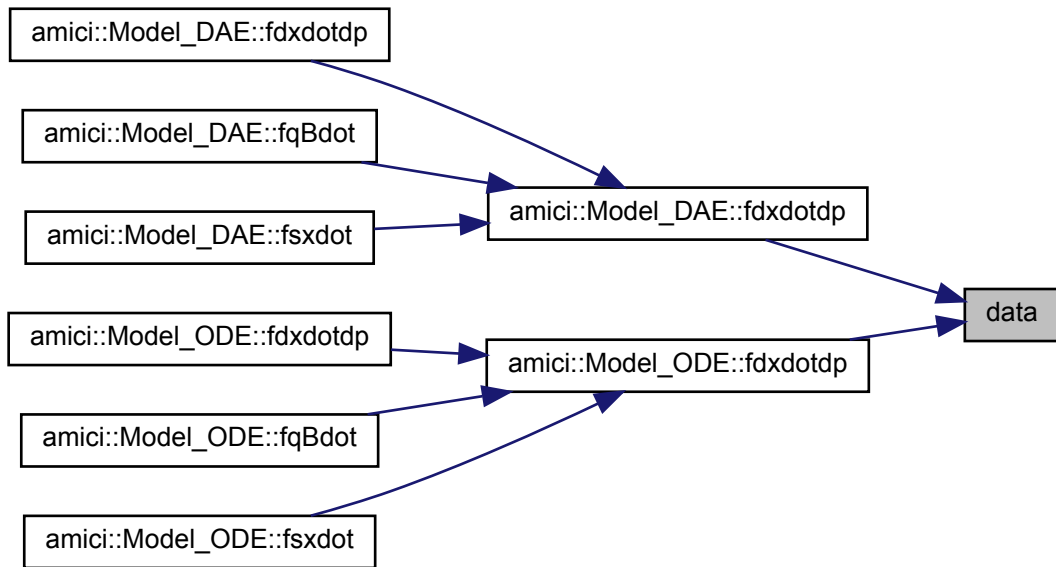 amici::Model_DAE::fdxdotdp
amici::Model_DAE::fqBdot
amici::Model_DAE::fdxdotdp
amici::Model_DAE::fsxdot
data
amici::Model_ODE::fdxdotdp
amici::Model_ODE::fdxdotdp
amici::Model_ODE::fqBdot
amici::Model_ODE::fsxdot